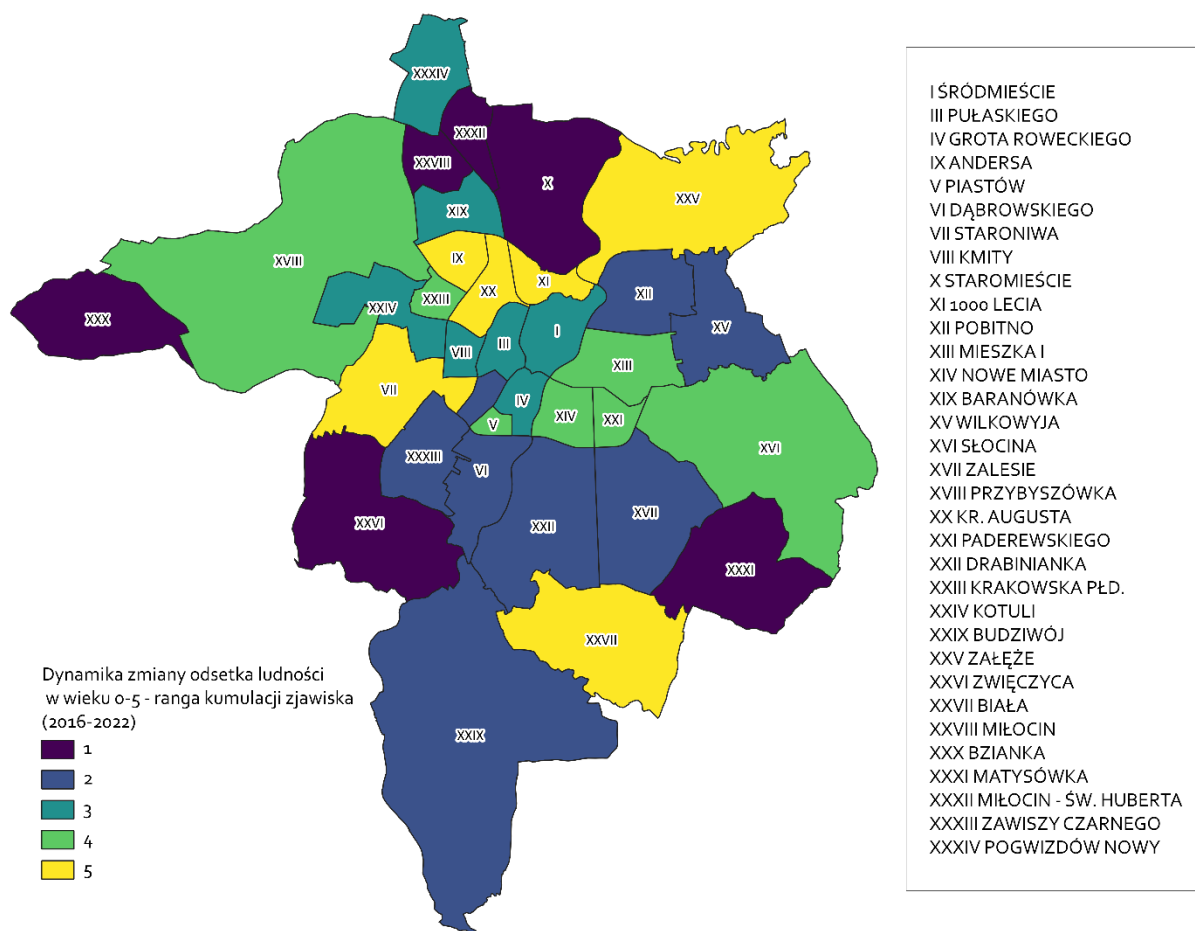 XXXIV
XXXII
XXVIII
X
XXV
XIX
IX
XVIII
XI
XX
XII
XXIII
XXIV
XV
XXX
I
III
VIII
XIII
VII
IV
XIV
XXI
V
XVI
XXXIII
VI
XXII
XVII
XXVI
XXXI
XXVII
XXIX
Dynamika zmiany odsetka ludności
w wieku 0-5 - ranga kumulacji zjawiska
(2016-2022)
1
2
3
4
5
I ŚRÓDMIEŚCIE
III PUŁASKIEGO
IV GROTA ROWECKIEGO
IX ANDERSA
V PIASTÓW
VI DĄBROWSKIEGO
VII STARONIWA
VIII KMITY
X STAROMIEŚCIE
XI 1000 LECIA
XII POBITNO
XIII MIESZKA I
XIV NOWE MIASTO
XIX BARANÓWKA
XV WILKOWYJA
XVI SŁOCINA
XVII ZALESIE
XVIII PRZYBYSZÓWKA
XX KR. AUGUSTA
XXI PADEREWSKIEGO
XXII DRABINIANKA
XXIII KRAKOWSKA PŁD.
XXIV KOTULI
XXIX BUDZIWÓJ
XXV ZAŁĘŻE
XXVI ZWIĘCZYCA
XXVII BIAŁA
XXVIII MIŁOCIN
XXX BZIANKA
XXXI MATYSÓWKA
XXXII MIŁOCIN - ŚW. HUBERTA
XXXIII ZAWISZY CZARNEGO
XXXIV POGWIZDÓW NOWY